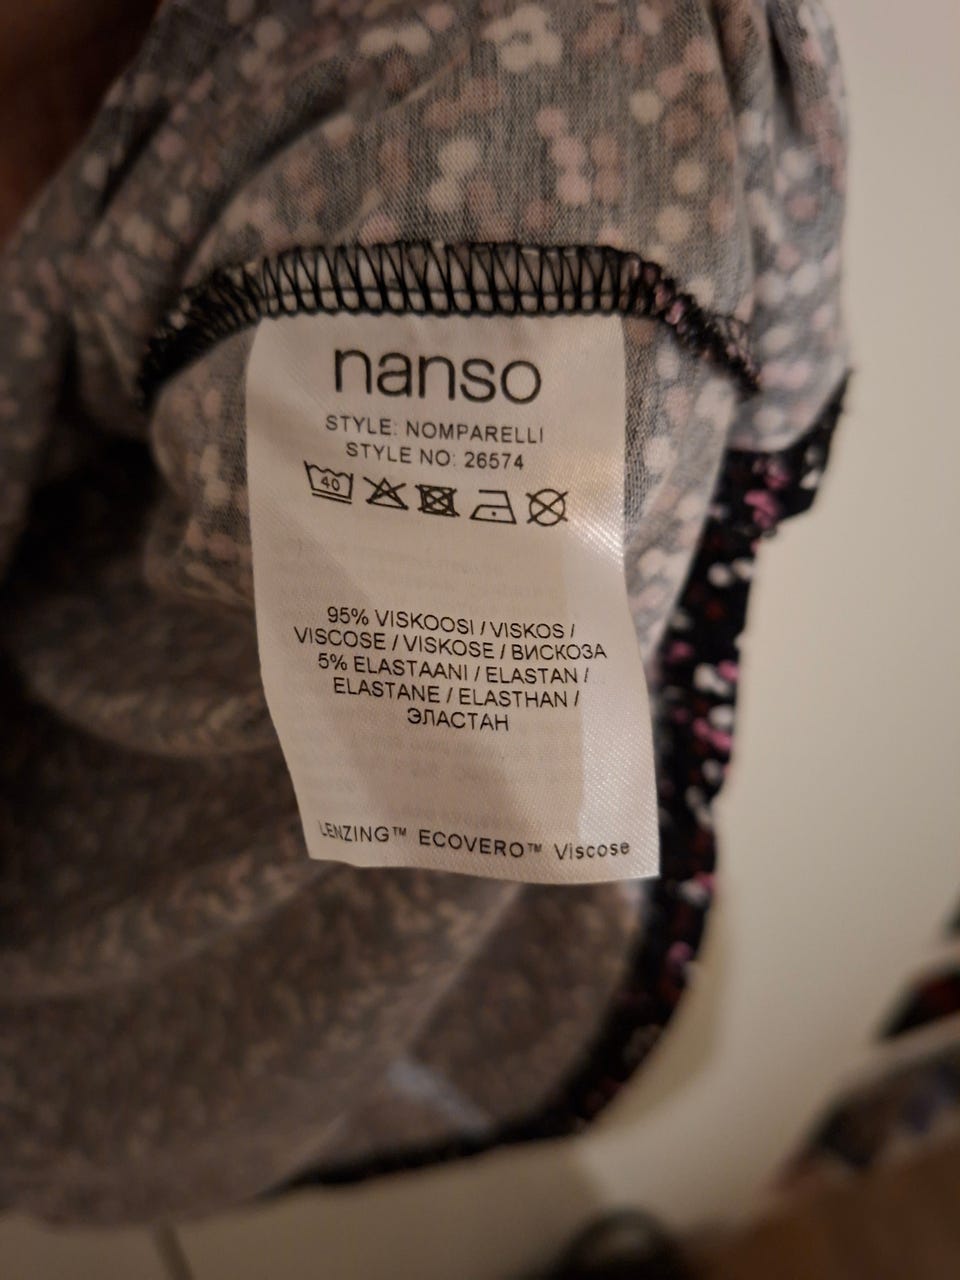 nanso
STYLE: NOMPARELLI
STYLE NO: 26574
40
95% VISKOOSI / VISKOS /
VISCOSE / VISKOSE / ВИСКОЗА
5% ELASTAANI / ELASTAN /
ELASTANE / ELASTHAN /
ЭЛАСТАН
LENZING™ ECOVERO™ Viscose